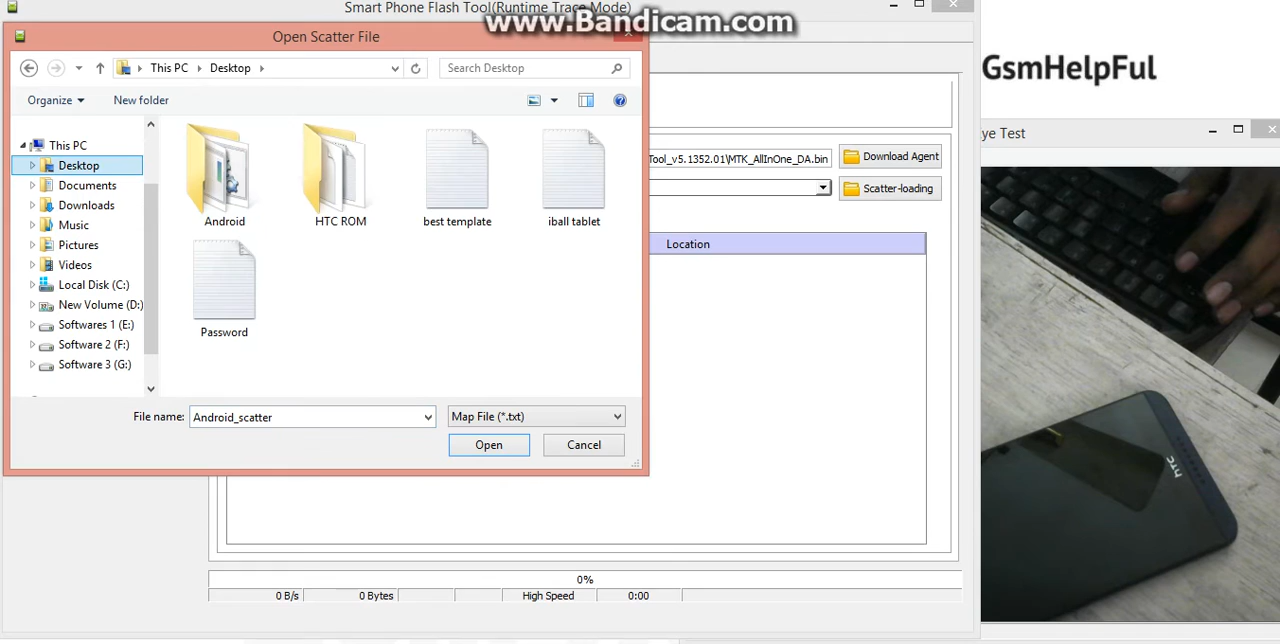 Smart Phone Flash Tool(Runtime Trace Mode)
www.Bandicam.com
Open Scatter File
This PC
Desktop
Search Desktop
Organize
New folder
This PC
Desktop
Documents
Downloads
Music
Pictures
Videos
Local Disk (C:)
New Volume (D:)
Softwares 1 (E:)
Software 2 (F:)
Software 3 (G:)
Android
HTC ROM
best template
iball tablet
Password
File name:
Android_scatter
Map File (*.txt)
Open
Cancel
Tool_v5.1352.01\MTK_AllInOne_DA.bin
Download Agent
Scatter-loading
Location
0%
0 B/s
0 Bytes
High Speed
0:00
GsmHelpFul
ye Test
hTC